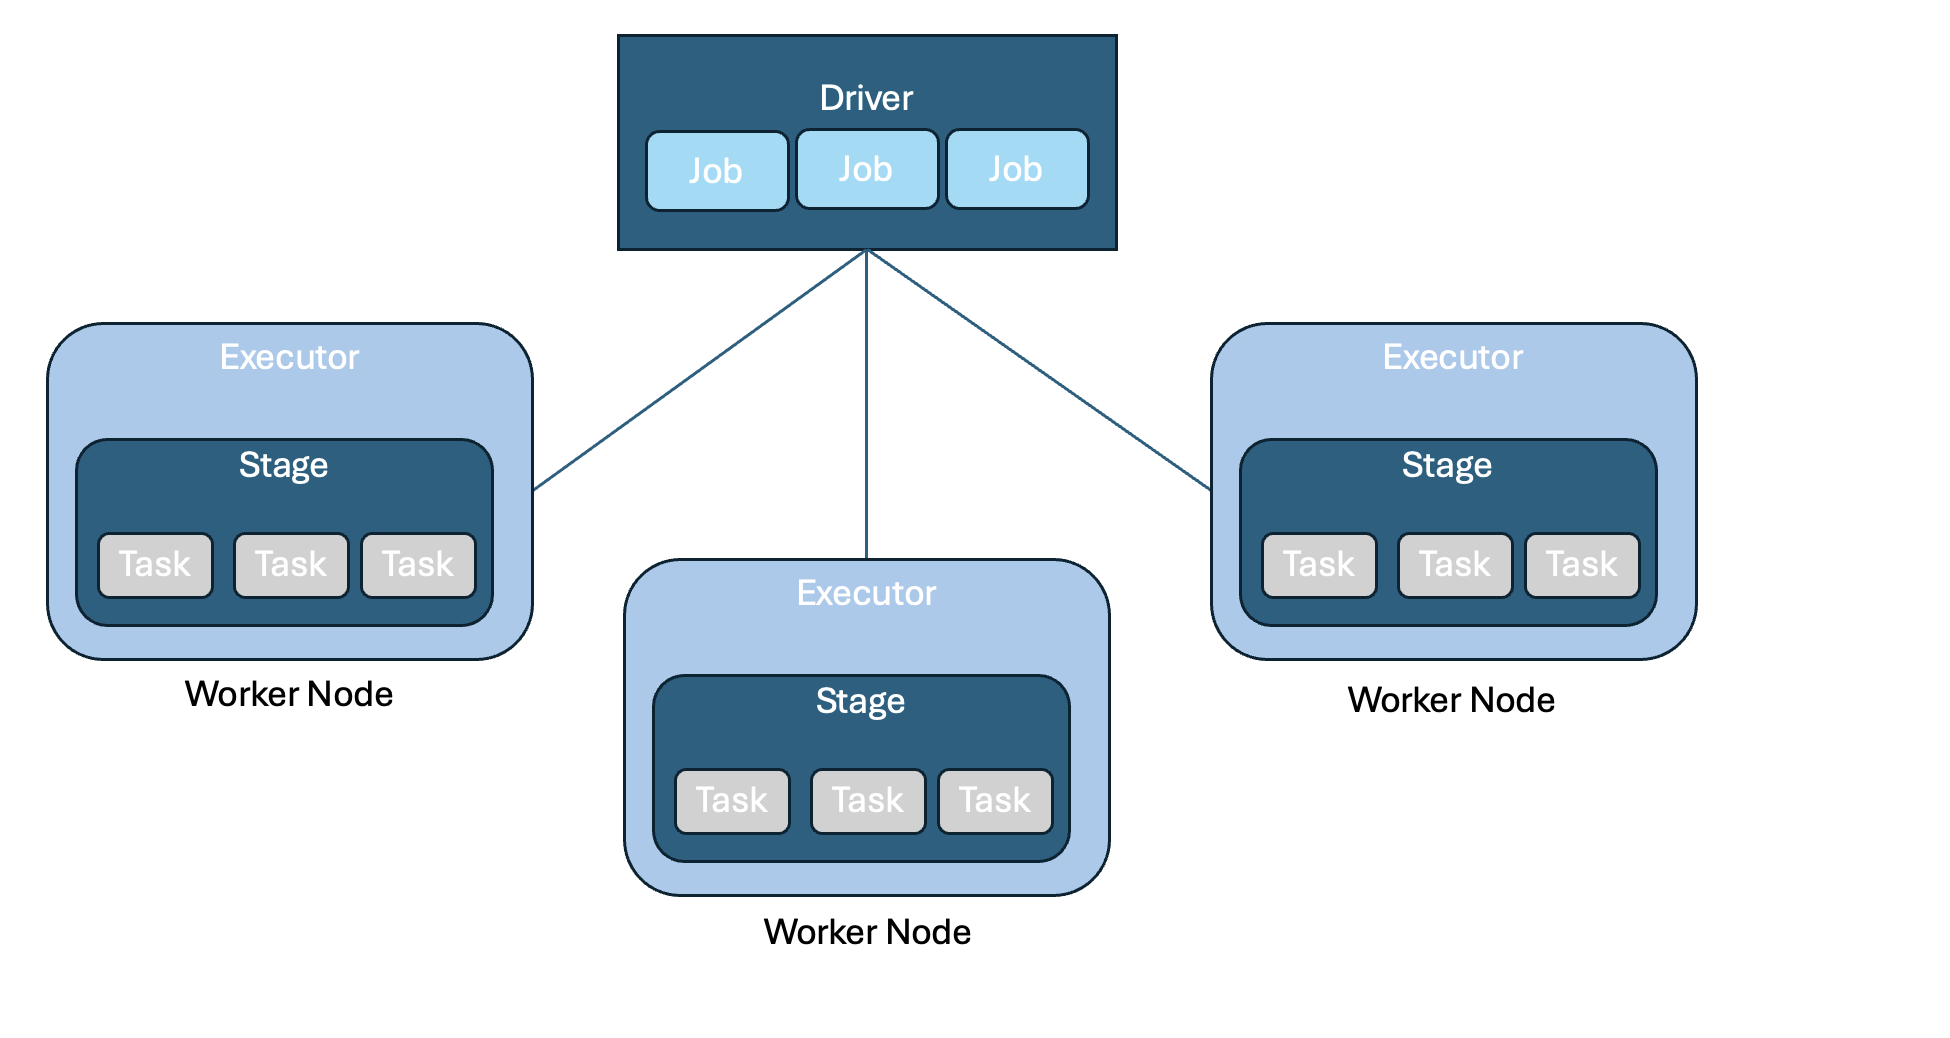 Driver
Job Job Job
Executor
Stage
Task Task Task
Worker Node
Executor
Stage
Task Task Task
Worker Node
Executor
Stage
Task Task Task
Worker Node